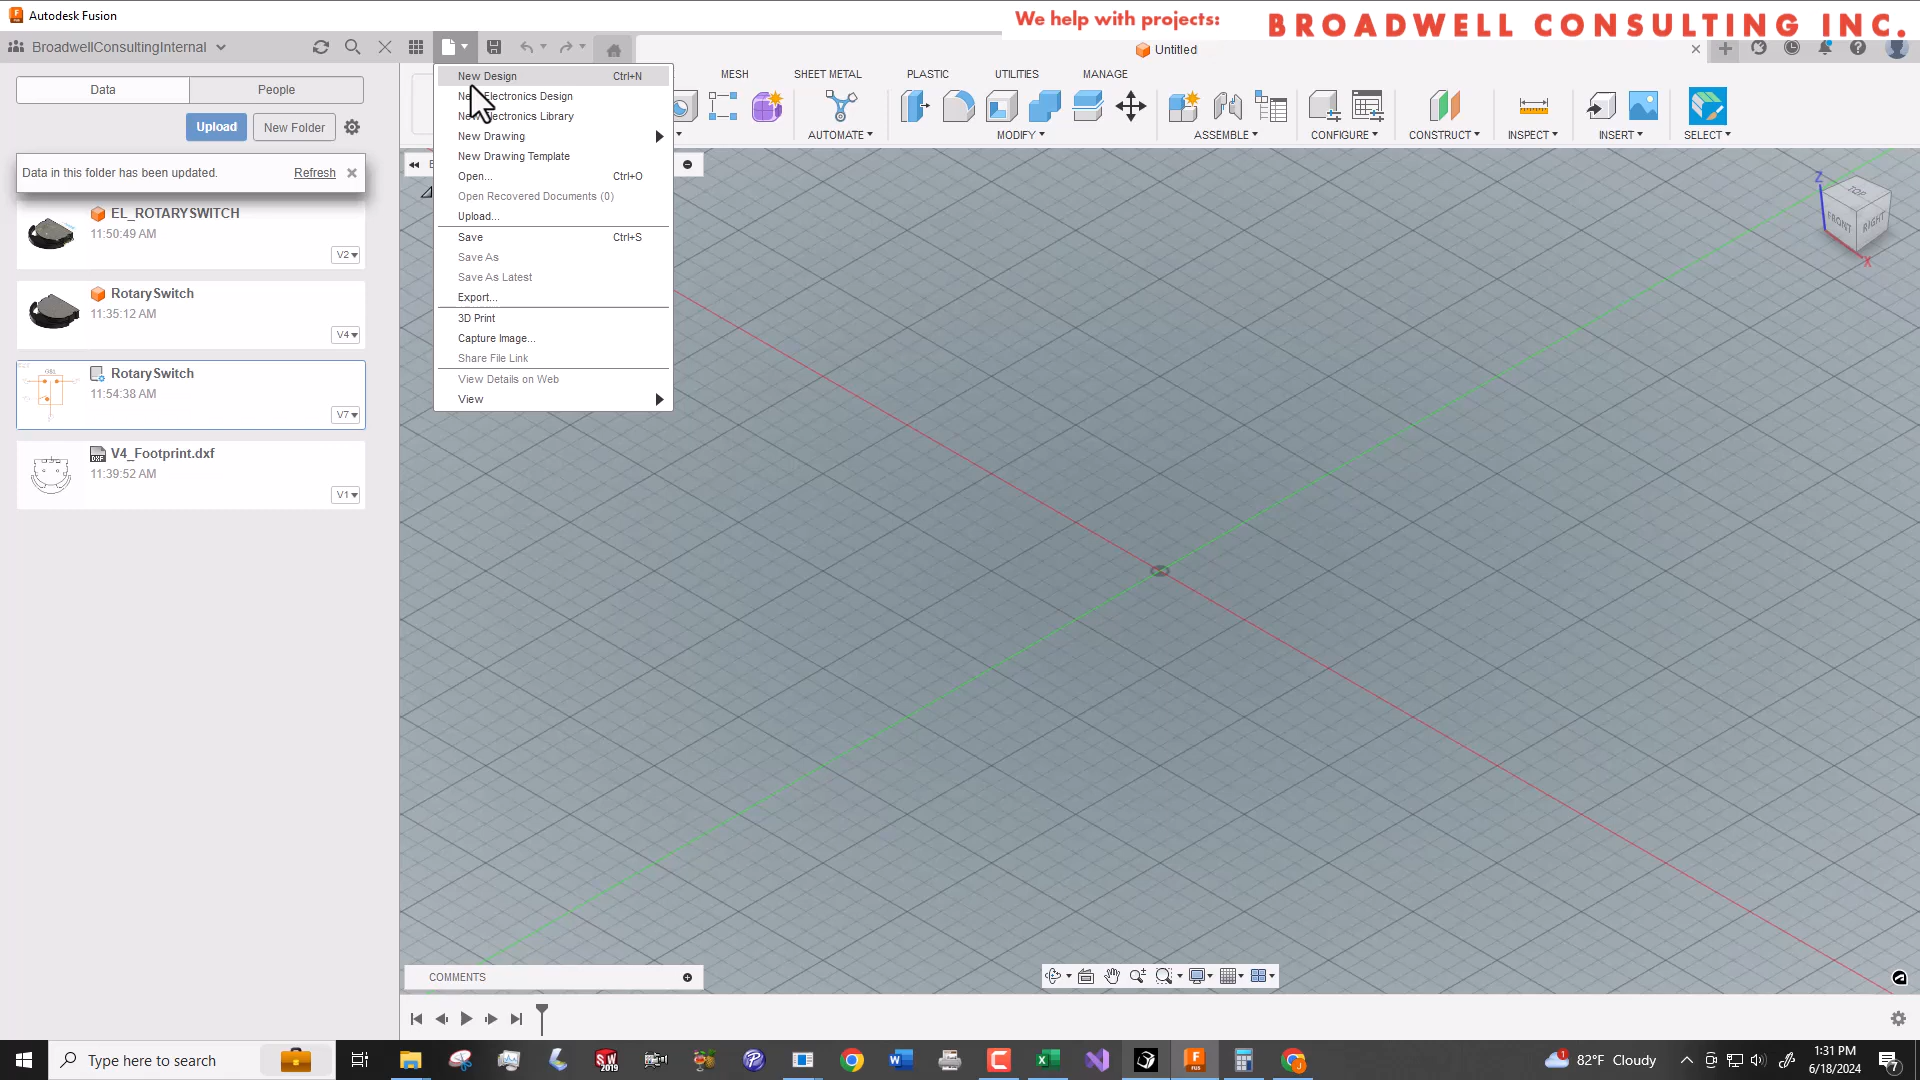 Autodesk Fusion
We help with projects: BROADWELL CONSULTING INC.
BroadwellConsultingInternal
Untitled
Data People
Upload New Folder
Data in this folder has been updated. Refresh
EL_ROTARYSWITCH
11:50:49 AM
V2
RotarySwitch
11:35:12 AM
V4
RotarySwitch
11:54:38 AM
V7
V4_Footprint.dxf
11:39:52 AM
V1
New Design Ctrl+N
Electronics Design
Electronics Library
New Drawing
New Drawing Template
Open... Ctrl+O
Open Recovered Documents (0)
Upload...
Save Ctrl+S
Save As
Save As Latest
Export...
3D Print
Capture Image...
Share File Link
View Details on Web
View
MESH SHEET METAL PLASTIC UTILITIES MANAGE
AUTOMATE MODIFY ASSEMBLE CONFIGURE CONSTRUCT INSPECT INSERT SELECT
Z
TOP
FRONT RIGHT
X
COMMENTS
Type here to search
82°F Cloudy
1:31 PM
6/18/2024